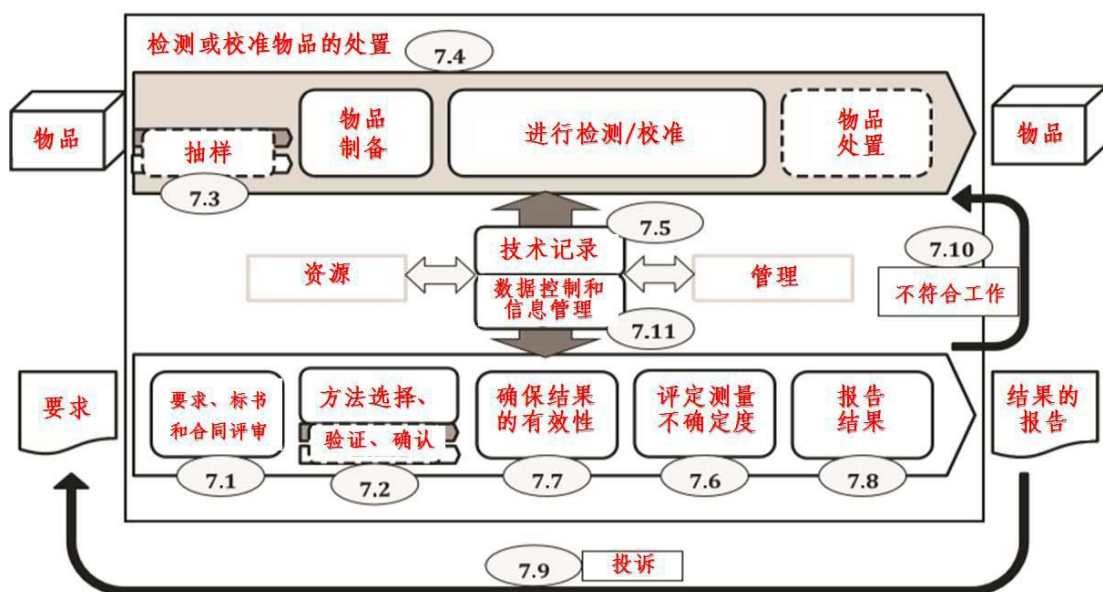 检测或校准物品的处置
7.4
物品
抽样
7.3
物品
制备
进行检测/校准
物品
处置
物品
7.5
技术记录
资源
管理
数据控制和
信息管理
7.11
7.10
不符合工作
要求
要求、标书
和合同评审
7.1
方法选择、
验证、确认
7.2
确保结果
的有效性
7.7
评定测量
不确定度
7.6
报告
结果
7.8
结果的
报告
7.9
投诉